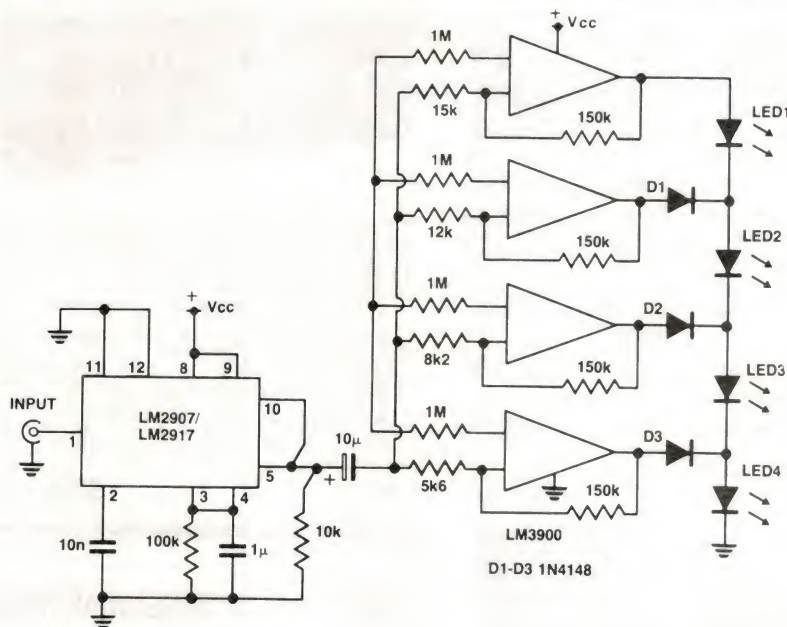 +
Vcc
1M
15k
150k
LED1
1M
12k
150k
D1
LED2
1M
8k2
150k
D2
LED3
1M
5k6
150k
D3
LED4
LM3900
D1-D3 1N4148
+
Vcc
11 12 8 9
INPUT
LM2907/
LM2917
10
1
5
2 3 4
10n
100k
1µ
10k
+
10µ